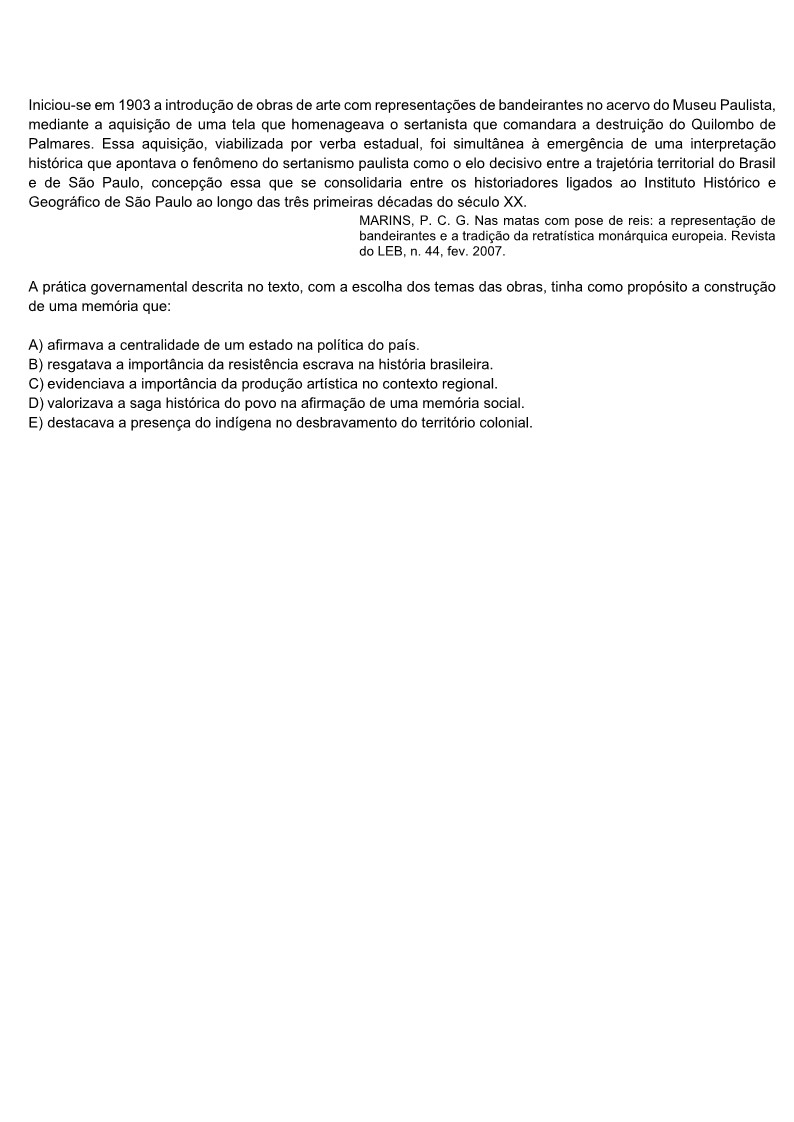 Iniciou-se em 1903 a introdução de obras de arte com representações de bandeirantes no acervo do Museu Paulista,
mediante a aquisição de uma tela que homenageava o sertanista que comandara a destruição do Quilombo de
Palmares. Essa aquisição, viabilizada por verba estadual, foi simultânea à emergência de uma interpretação
histórica que apontava o fenômeno do sertanismo paulista como o elo decisivo entre a trajetória territorial do Brasil
e de São Paulo, concepção essa que se consolidaria entre os historiadores ligados ao Instituto Histórico e
Geográfico de São Paulo ao longo das três primeiras décadas do século XX.
MARINS, P. C. G. Nas matas com pose de reis: a representação de
bandeirantes e a tradição da retratística monárquica europeia. Revista
do LEB, n. 44, fev. 2007.
A prática governamental descrita no texto, com a escolha dos temas das obras, tinha como propósito a construção
de uma memória que:
A) afirmava a centralidade de um estado na política do país.
B) resgatava a importância da resistência escrava na história brasileira.
C) evidenciava a importância da produção artística no contexto regional.
D) valorizava a saga histórica do povo na afirmação de uma memória social.
E) destacava a presença do indígena no desbravamento do território colonial.